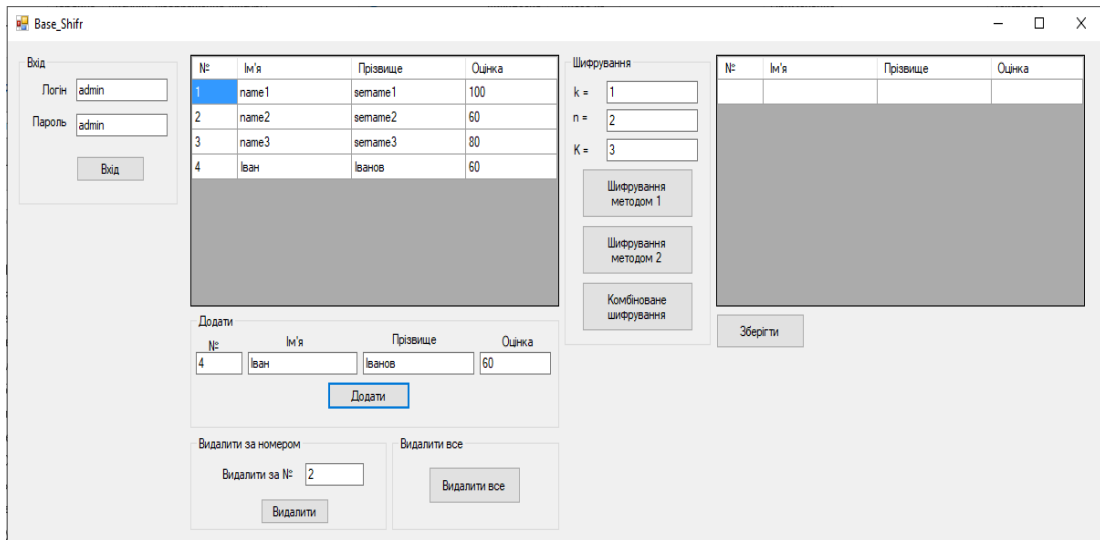 Base_Shifr
Вхід
Логін admin
Пароль admin
Вхід
№ Ім'я Прізвище Оцінка
1 name1 sername1 100
2 name2 sername2 60
3 name3 sername3 80
4 Іван Іванов 60
Додати
№ Ім'я Прізвище Оцінка
4 Іван Іванов 60
Додати
Видалити за номером
Видалити за № 2
Видалити
Видалити все
Видалити все
Шифрування
k = 1
n = 2
K = 3
Шифрування
методом 1
Шифрування
методом 2
Комбіноване
шифрування
№ Ім'я Прізвище Оцінка
Зберігти